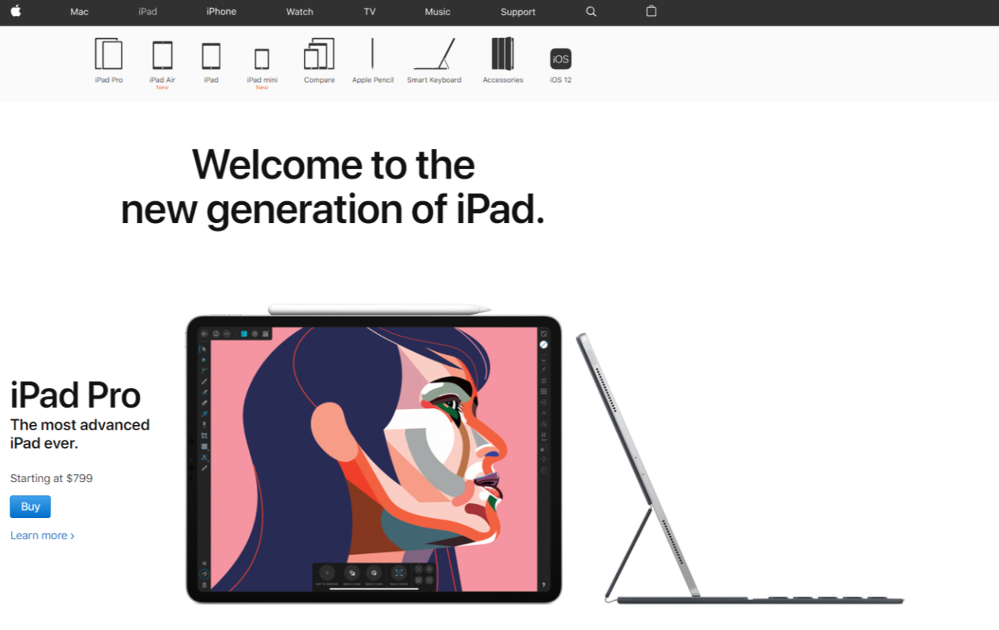 Mac
iPad
iPhone
Watch
TV
Music
Support
iPad Pro
iPad Air
New
iPad
iPad mini
New
Compare
Apple Pencil
Smart Keyboard
Accessories
iOS
iOS 12
Welcome to the
new generation of iPad.
iPad Pro
The most advanced
iPad ever.
Starting at $799
Buy
Learn more ›